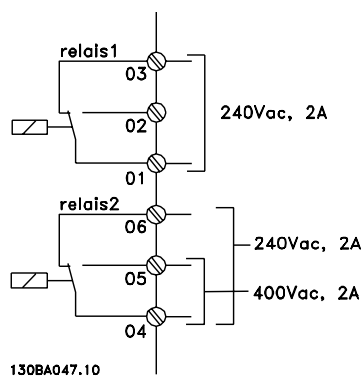 relais1
03
02
240Vac, 2A
01
relais2
06
240Vac, 2A
05
400Vac, 2A
04
130BA047.10